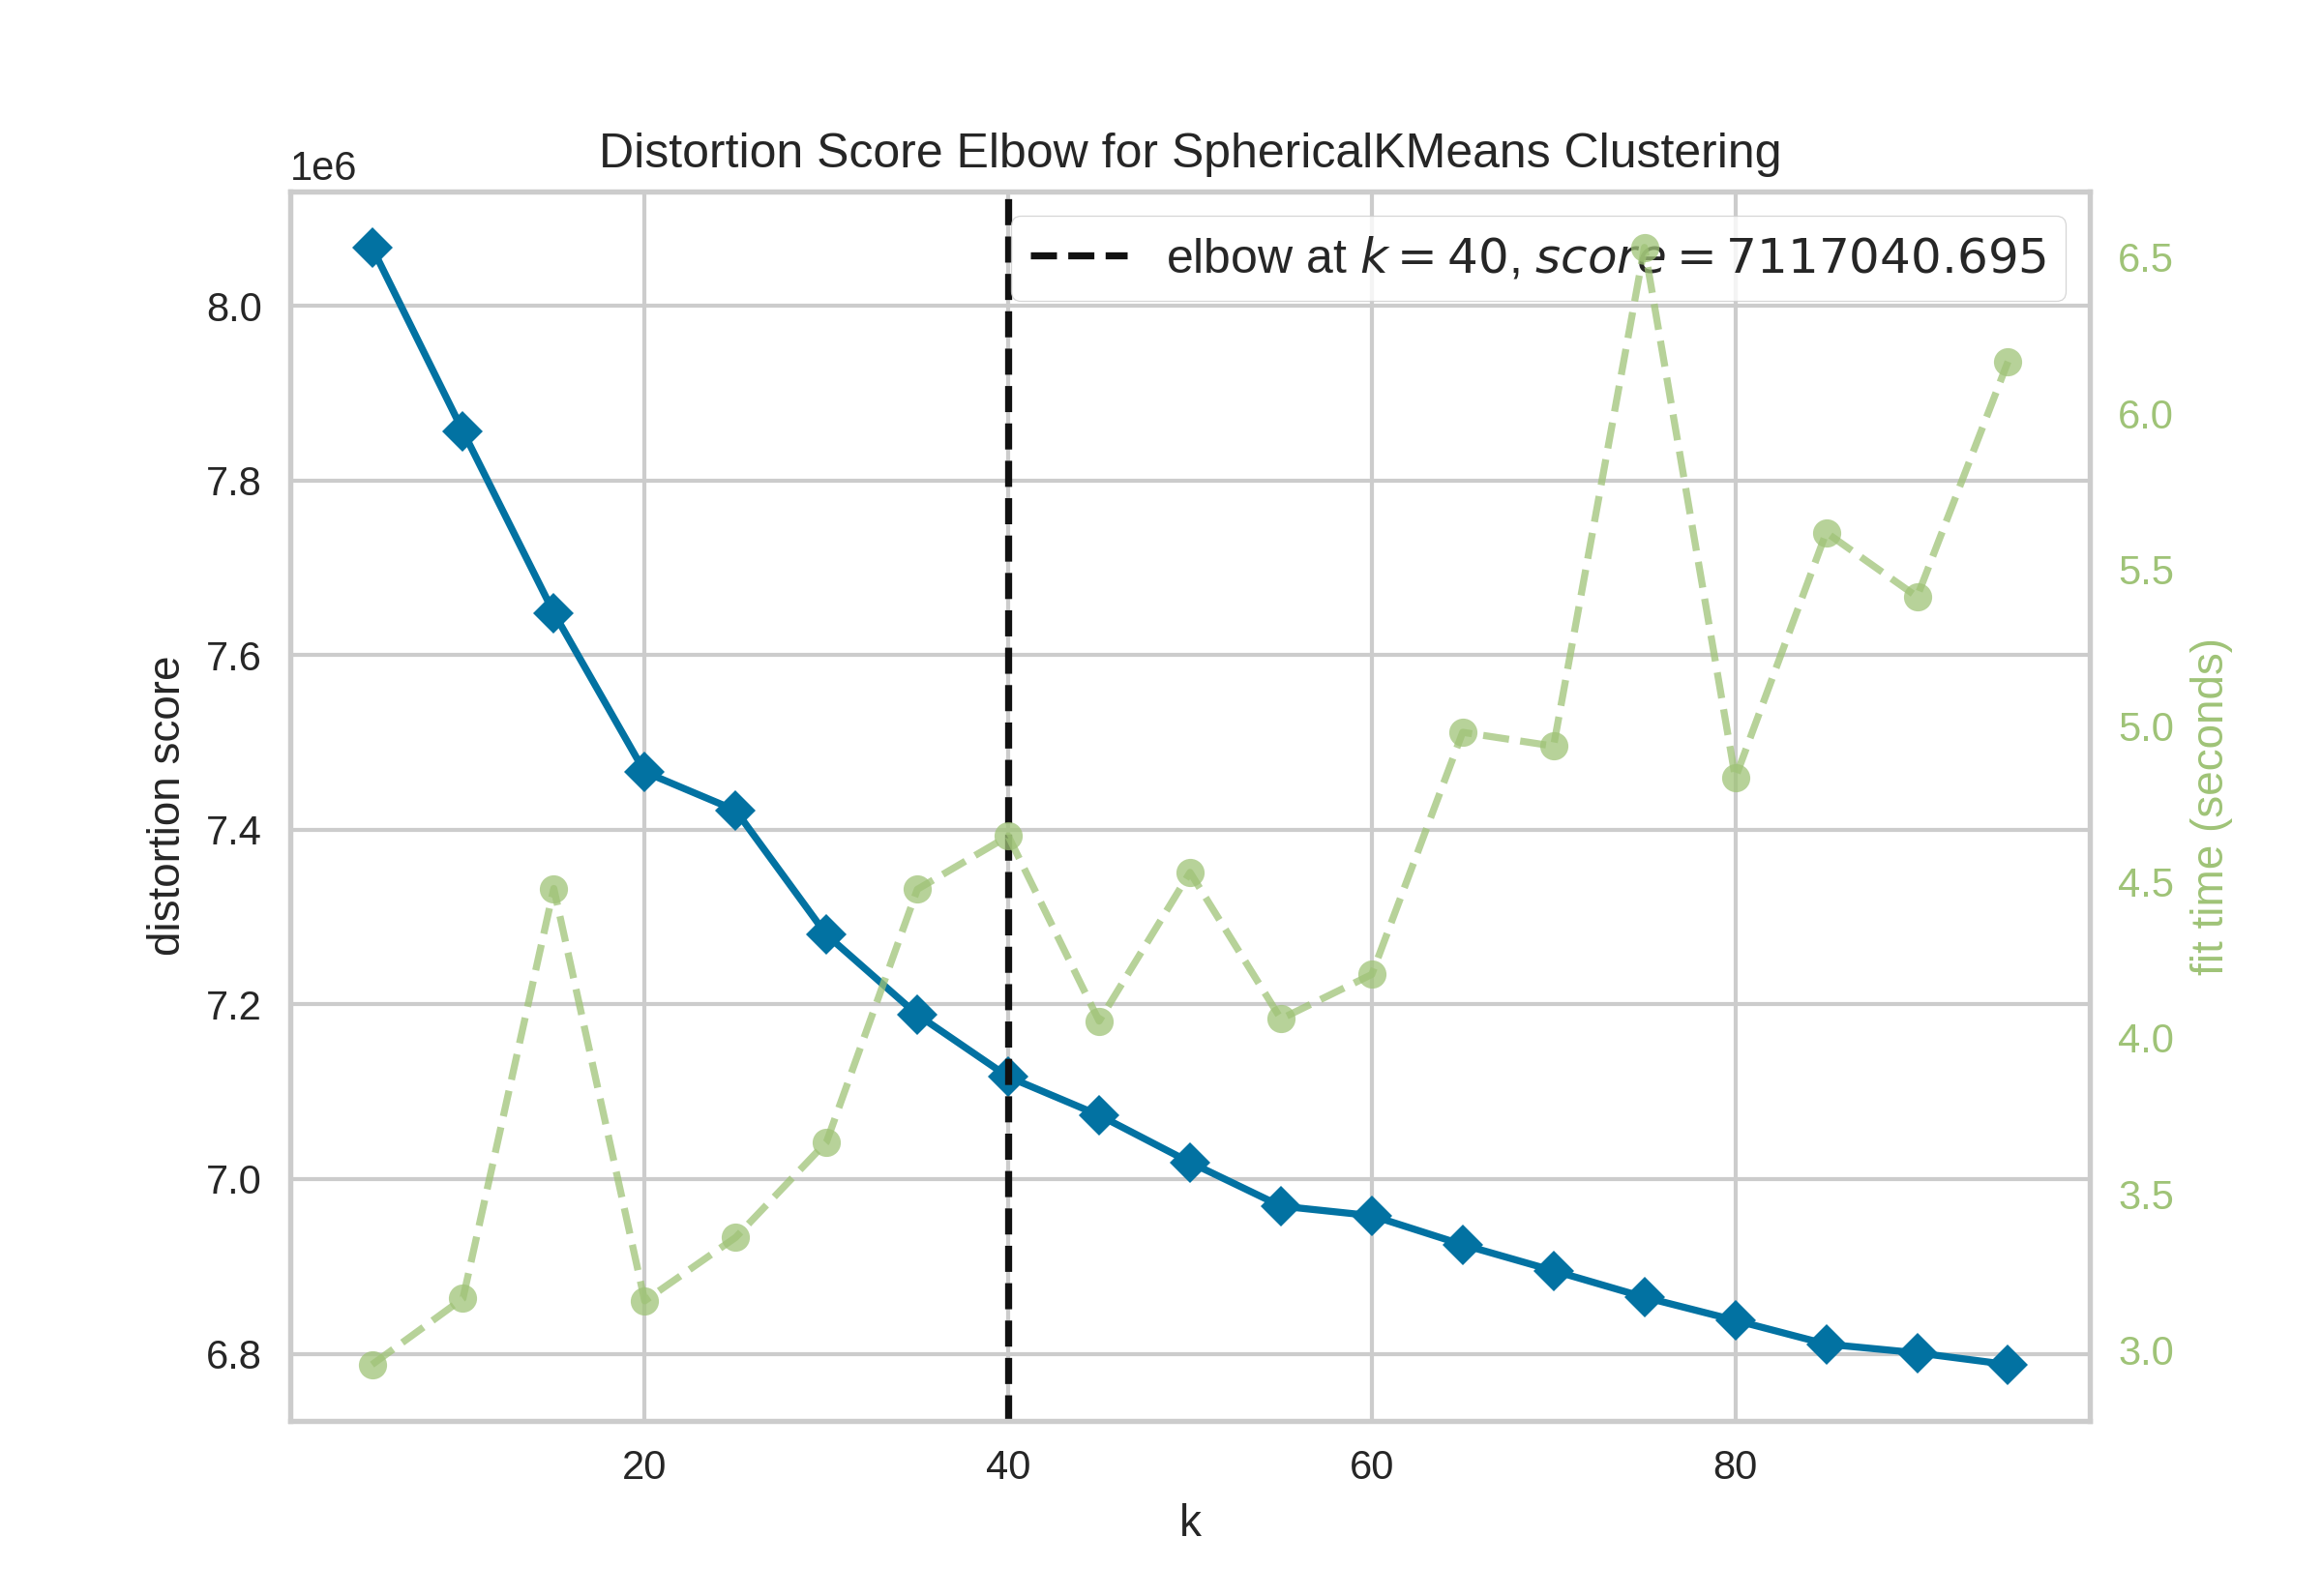 Distortion Score Elbow for SphericalKMeans Clustering
1e6
elbow at k = 40, score = 7117040.695
8.0
7.8
7.6
7.4
7.2
7.0
6.8
distortion score
6.5
6.0
5.5
5.0
4.5
4.0
3.5
3.0
fit time (seconds)
20 40 60 80
k